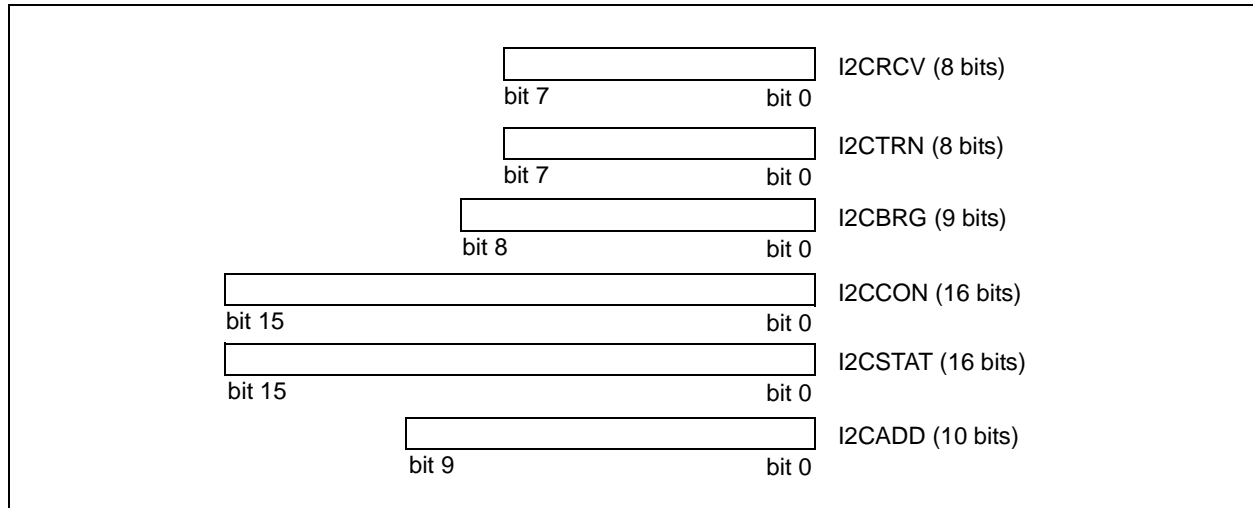 I2CRCV (8 bits)
bit 7 bit 0
I2CTRN (8 bits)
bit 7 bit 0
I2CBRG (9 bits)
bit 8 bit 0
I2CCON (16 bits)
bit 15 bit 0
I2CSTAT (16 bits)
bit 15 bit 0
I2CADD (10 bits)
bit 9 bit 0